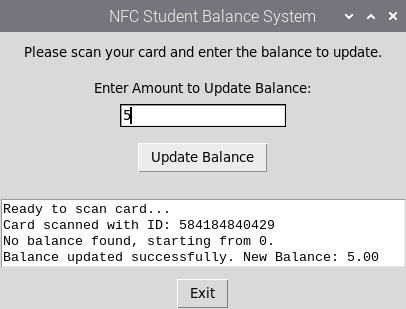 NFC Student Balance System
Please scan your card and enter the balance to update.
Enter Amount to Update Balance:
5
Update Balance
Ready to scan card...
Card scanned with ID: 584184840429
No balance found, starting from 0.
Balance updated successfully. New Balance: 5.00
Exit